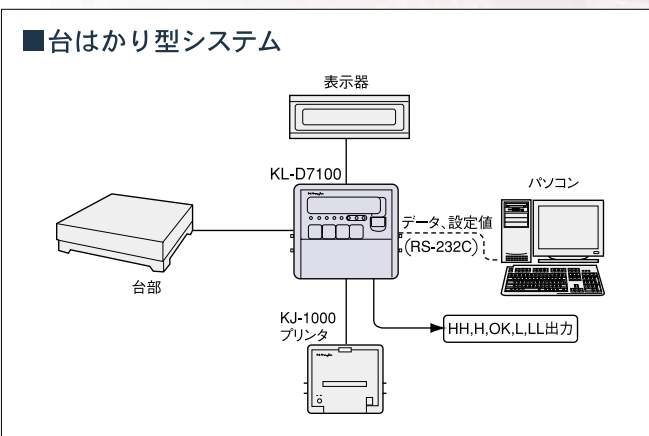 ■台はかり型システム
表示器
KL-D7100
パソコン
データ、設定値
(RS-232C)
台部
KJ-1000
プリンタ
HH,H,OK,L,LL出力